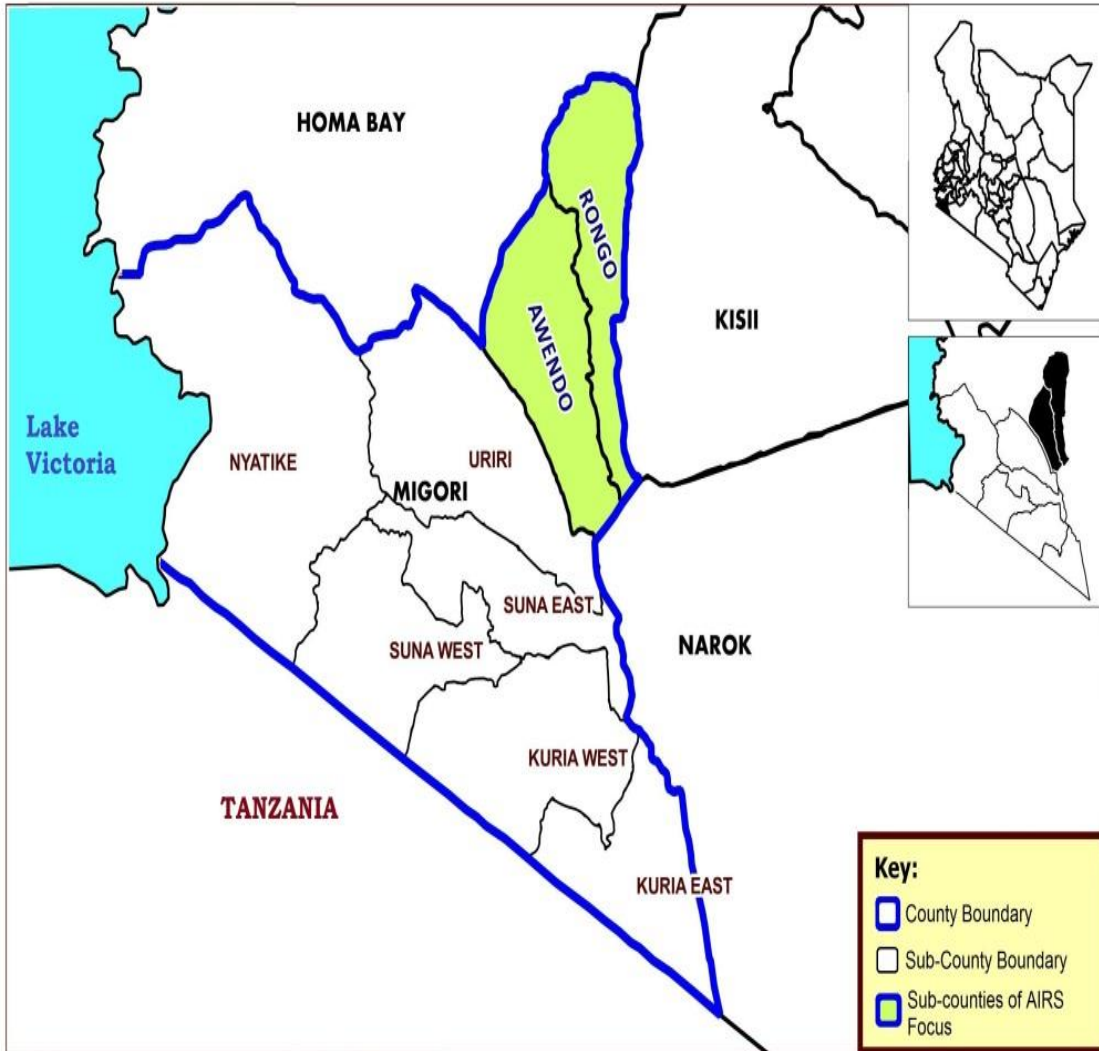 HOMA BAY
RONGO
AWENDO
KISII
Lake
Victoria
NYATIKE
URIRI
MIGORI
SUNA EAST
SUNA WEST
NAROK
KURIA WEST
TANZANIA
KURIA EAST
Key:
County Boundary
Sub-County Boundary
Sub-counties of AIRS
Focus